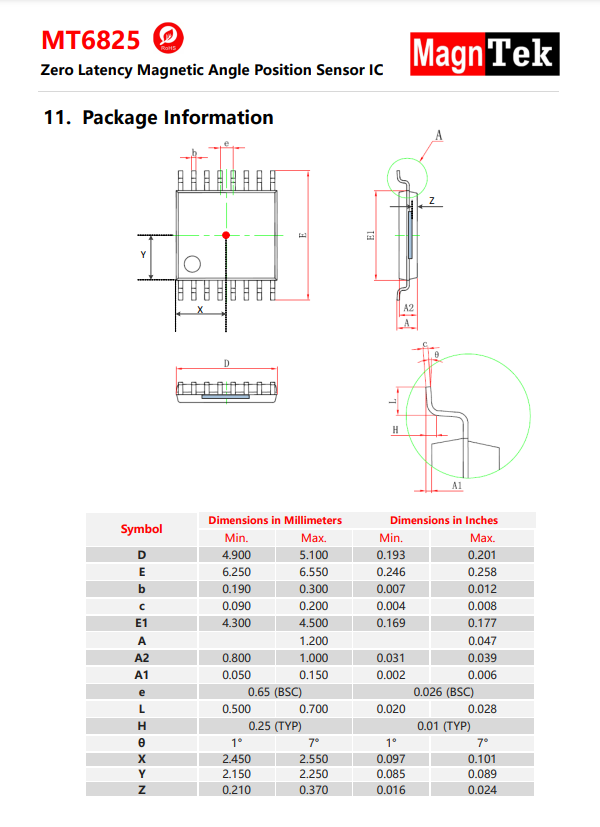 MT6825
RoHS
MagnTek
Zero Latency Magnetic Angle Position Sensor IC
11. Package Information
e
b
A
Z
E
E1
Y
X
A2
A
D
c
θ
L
H
A1
Symbol Dimensions in Millimeters Dimensions in Inches
Min. Max. Min. Max.
D 4.900 5.100 0.193 0.201
E 6.250 6.550 0.246 0.258
b 0.190 0.300 0.007 0.012
c 0.090 0.200 0.004 0.008
E1 4.300 4.500 0.169 0.177
A 1.200 0.047
A2 0.800 1.000 0.031 0.039
A1 0.050 0.150 0.002 0.006
e 0.65 (BSC) 0.026 (BSC)
L 0.500 0.700 0.020 0.028
H 0.25 (TYP) 0.01 (TYP)
θ 1° 7° 1° 7°
X 2.450 2.550 0.097 0.101
Y 2.150 2.250 0.085 0.089
Z 0.210 0.370 0.016 0.024